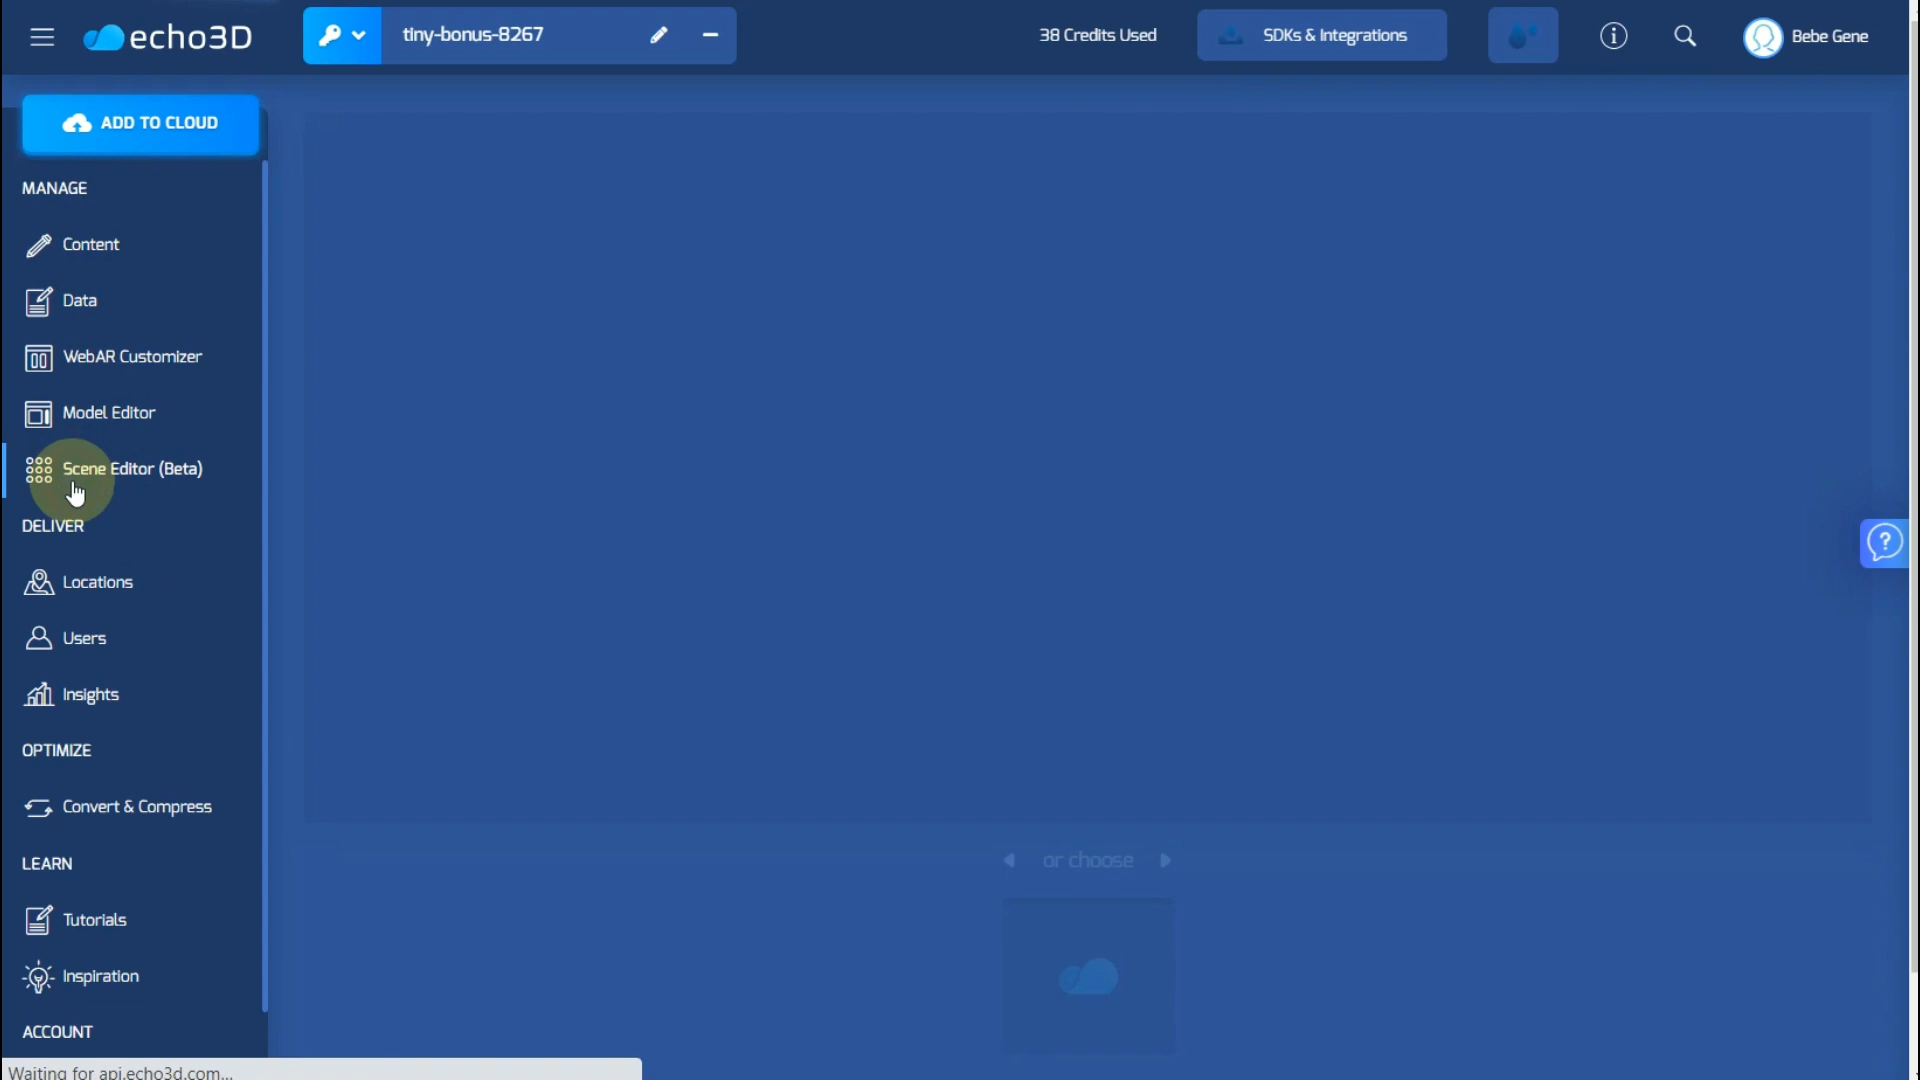 echo3D
tiny-bonus-8267
38 Credits Used
SDKs & Integrations
Bebe Gene
ADD TO CLOUD
MANAGE
Content
Data
WebAR Customizer
Model Editor
Scene Editor (Beta)
DELIVER
Locations
Users
Insights
OPTIMIZE
Convert & Compress
LEARN
Tutorials
Inspiration
ACCOUNT
or choose
Waiting for api.echo3d.com...